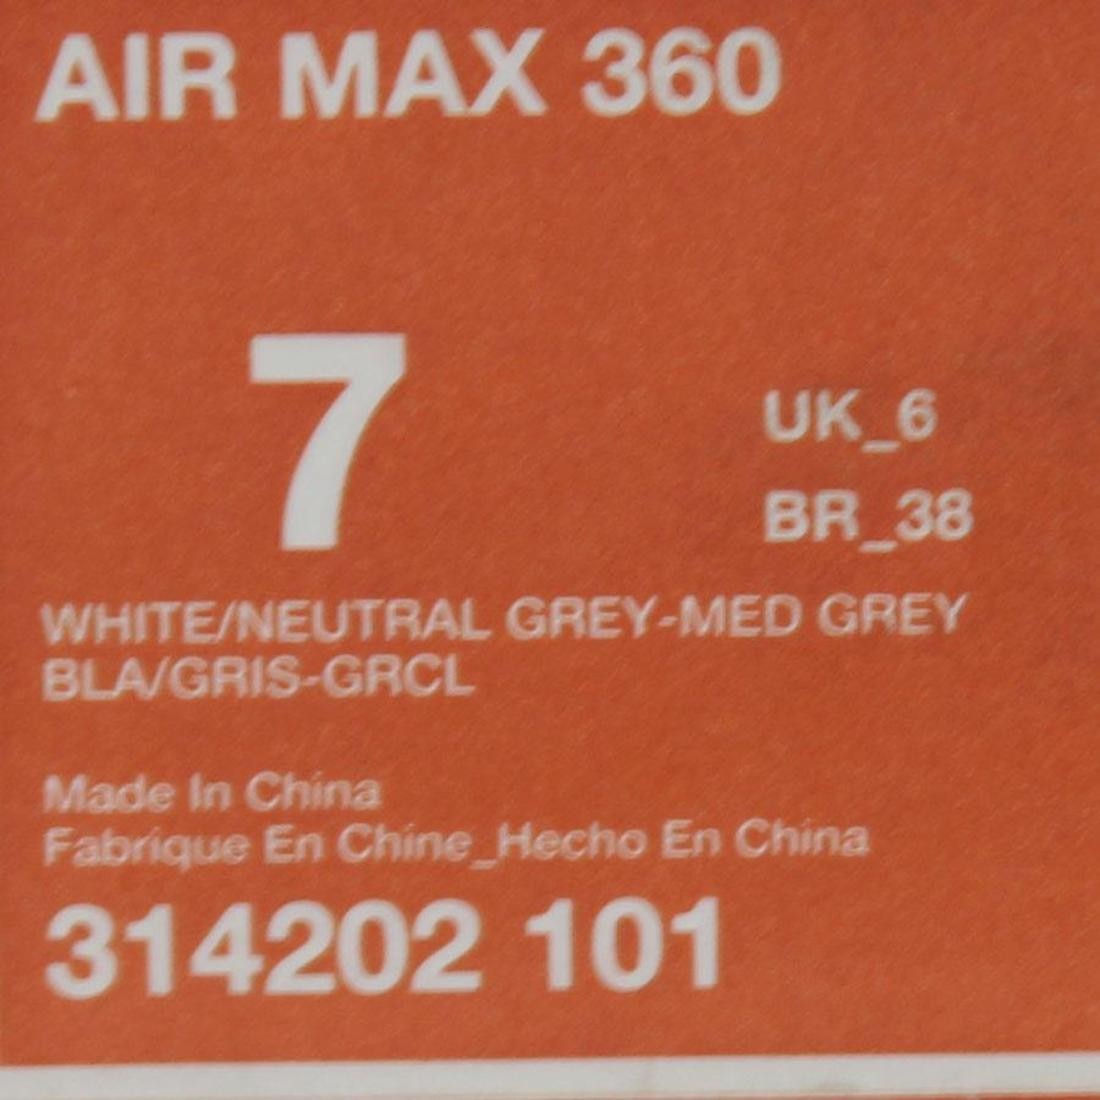 AIR MAX 360
7
UK_6
BR_38
WHITE/NEUTRAL GREY-MED GREY
BLA/GRIS-GRCL
Made In China
Fabrique En Chine_Hecho En China
314202 101